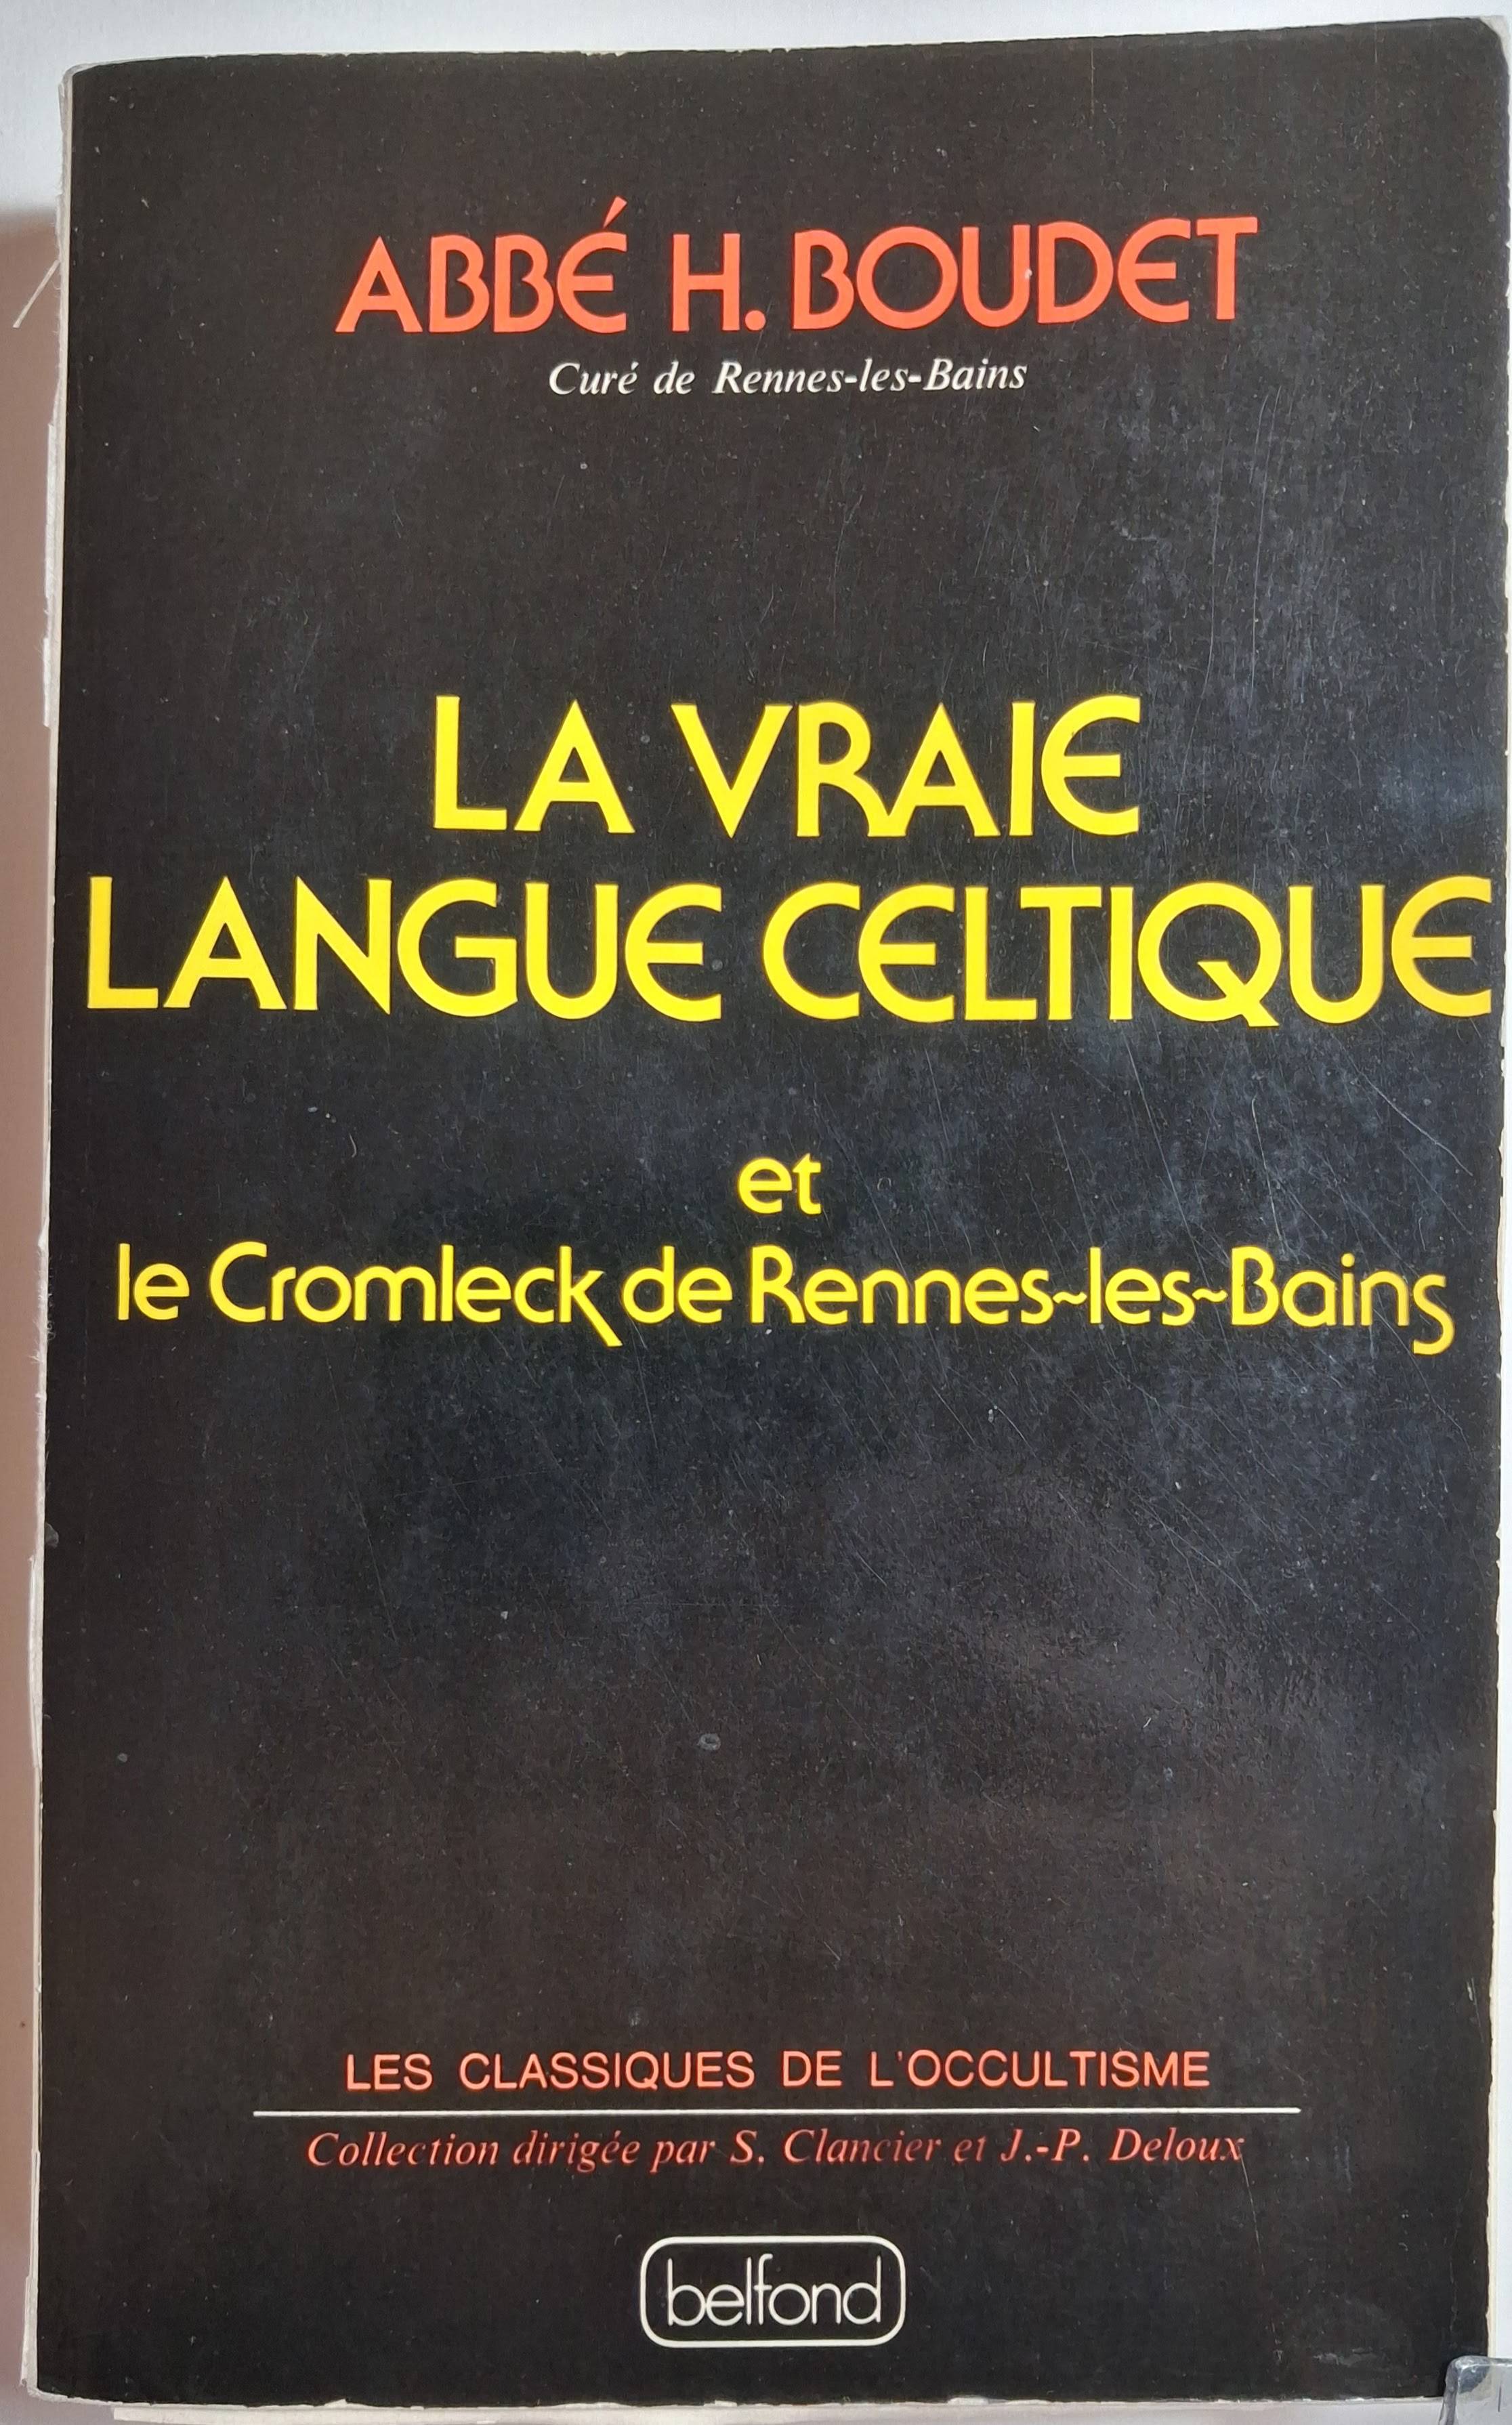 ABBÉ H. BOUDET
Curé de Rennes-les-Bains
LA VRAIE
LANGUE CELTIQUE
et
le Cromleck de Rennes~les~Bains
LES CLASSIQUES DE L'OCCULTISME
Collection dirigée par S. Clancier et J.-P. Deloux
belfond